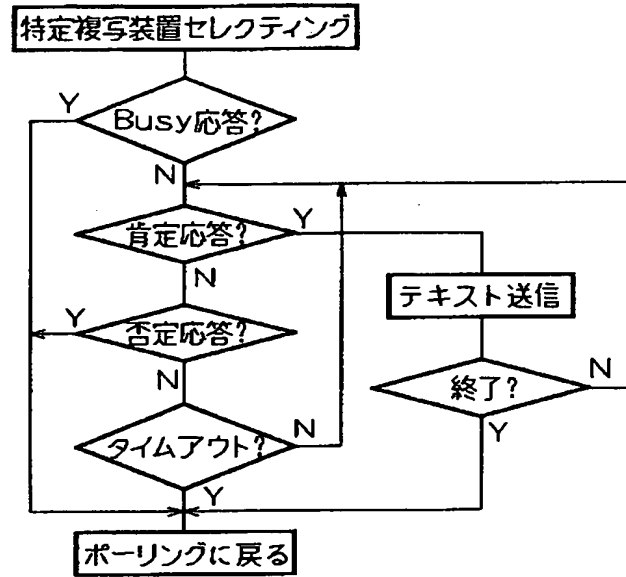 特定複写装置セレクティング
Y
Busy応答?
N
肯定応答?
Y
N
テキスト送信
Y
否定応答?
N
終了?
N
タイムアウト?
N
Y
Y
ポーリングに戻る